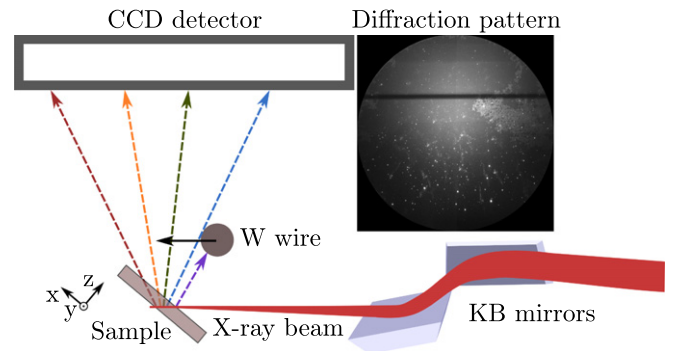 CCD detector
Diffraction pattern
W wire
x
z
y
Sample
X-ray beam
KB mirrors